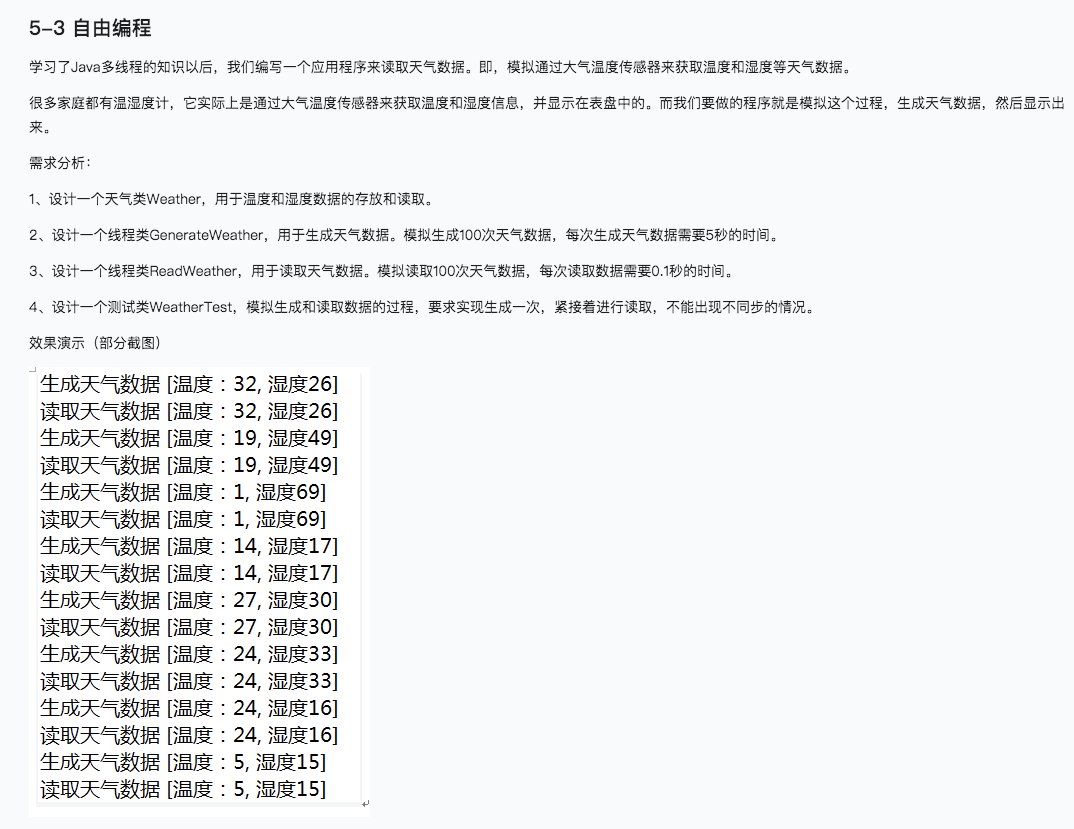 5-3 自由编程
学习了Java多线程的知识以后，我们编写一个应用程序来读取天气数据。即，模拟通过大气温度传感器来获取温度和湿度等天气数据。
很多家庭都有温湿度计，它实际上是通过大气温度传感器来获取温度和湿度信息，并显示在表盘中的。而我们要做的程序就是模拟这个过程，生成天气数据，然后显示出
来。
需求分析：
1、设计一个天气类Weather，用于温度和湿度数据的存放和读取。
2、设计一个线程类GenerateWeather，用于生成天气数据。模拟生成100次天气数据，每次生成天气数据需要5秒的时间。
3、设计一个线程类ReadWeather，用于读取天气数据。模拟读取100次天气数据，每次读取数据需要0.1秒的时间。
4、设计一个测试类WeatherTest，模拟生成和读取数据的过程，要求实现生成一次，紧接着进行读取，不能出现不同步的情况。
效果演示（部分截图）
生成天气数据 [温度：32, 湿度26]
读取天气数据 [温度：32, 湿度26]
生成天气数据 [温度：19, 湿度49]
读取天气数据 [温度：19, 湿度49]
生成天气数据 [温度：1, 湿度69]
读取天气数据 [温度：1, 湿度69]
生成天气数据 [温度：14, 湿度17]
读取天气数据 [温度：14, 湿度17]
生成天气数据 [温度：27, 湿度30]
读取天气数据 [温度：27, 湿度30]
生成天气数据 [温度：24, 湿度33]
读取天气数据 [温度：24, 湿度33]
生成天气数据 [温度：24, 湿度16]
读取天气数据 [温度：24, 湿度16]
生成天气数据 [温度：5, 湿度15]
读取天气数据 [温度：5, 湿度15]